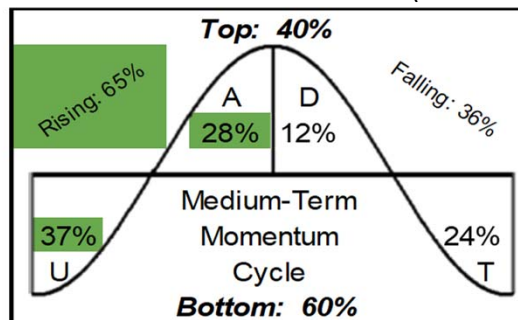 Top: 40%
Rising: 65%
Falling: 36%
A
D
28%
12%
Medium-Term
Momentum
Cycle
37%
24%
U
T
Bottom: 60%